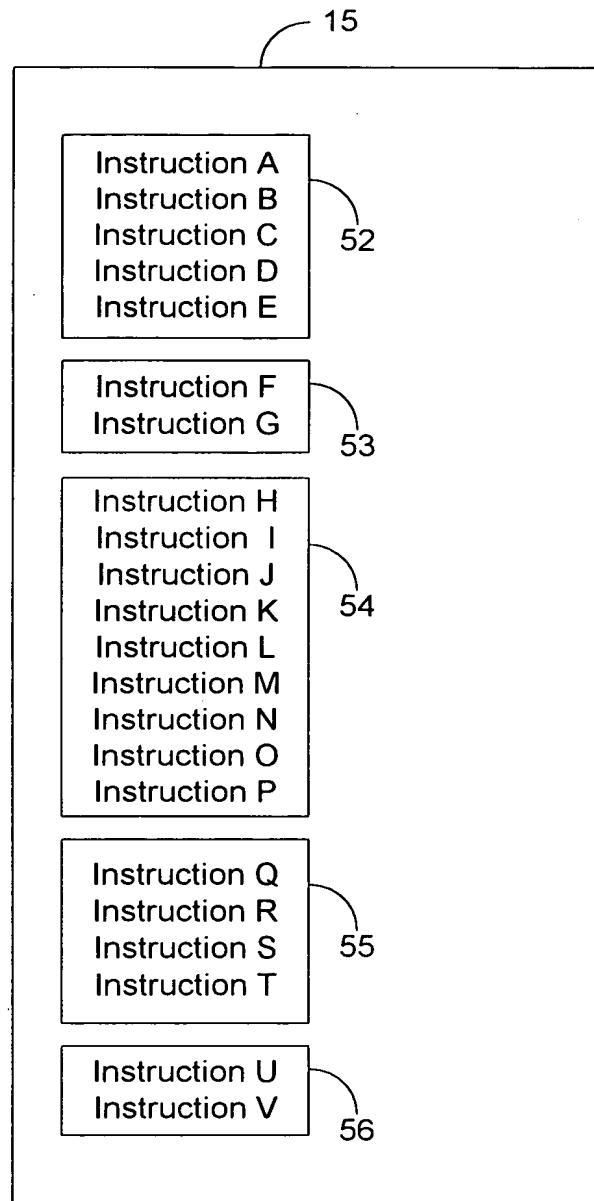 15
Instruction A
Instruction B
Instruction C
Instruction D
Instruction E
52
Instruction F
Instruction G
53
Instruction H
Instruction I
Instruction J
Instruction K
Instruction L
Instruction M
Instruction N
Instruction O
Instruction P
54
Instruction Q
Instruction R
Instruction S
Instruction T
55
Instruction U
Instruction V
56